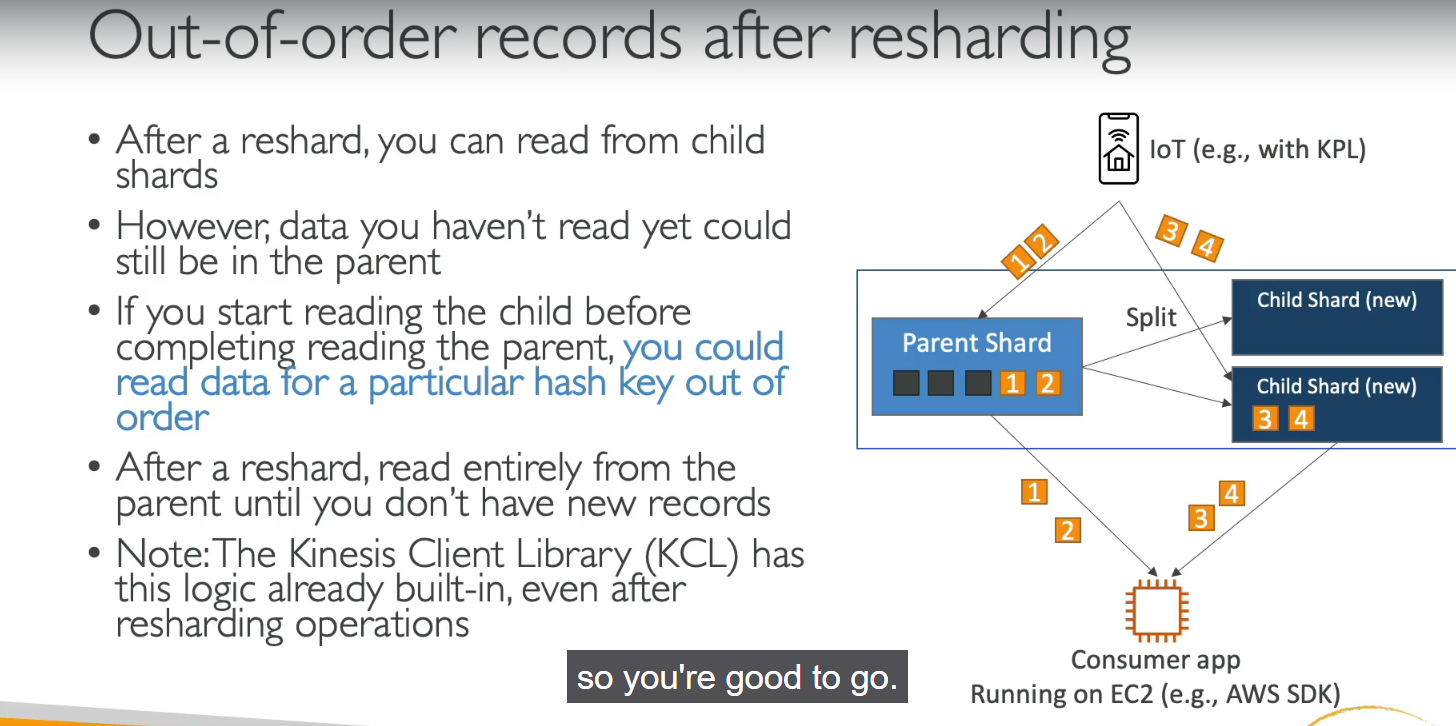 Out-of-order records after resharding
• After a reshard, you can read from child
shards
• However, data you haven't read yet could
still be in the parent
• If you start reading the child before
completing reading the parent, you could
read data for a particular hash key out of
order
• After a reshard, read entirely from the
parent until you don't have new records
• Note: The Kinesis Client Library (KCL) has
this logic already built-in, even after
resharding operations
IoT (e.g., with KPL)
1 2
3 4
Split
Parent Shard
1 2
Child Shard (new)
Child Shard (new)
3 4
1
2
4
3
Consumer app
Running on EC2 (e.g., AWS SDK)
so you're good to go.